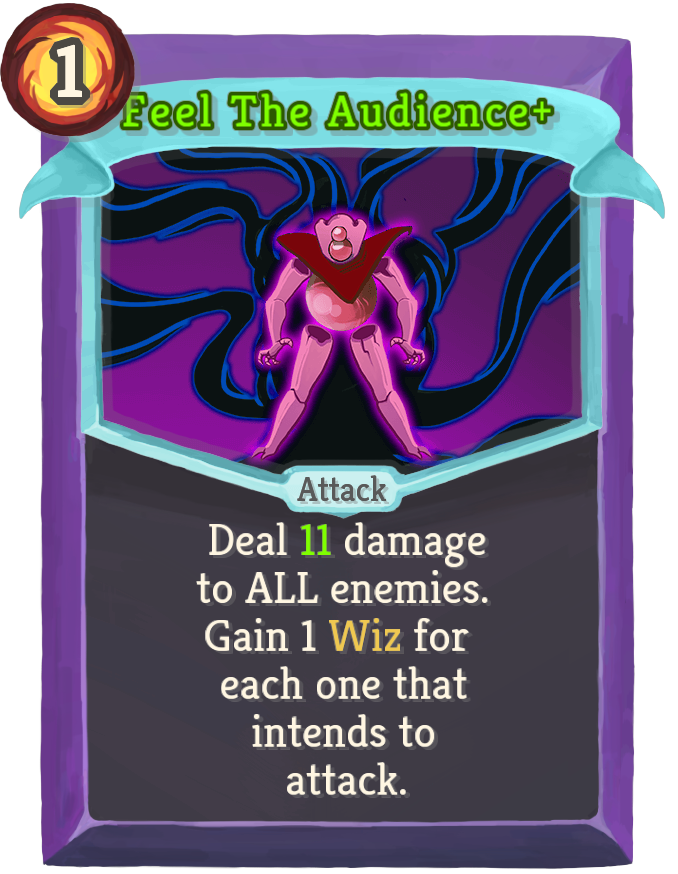 1
Feel The Audience+
Attack
Deal 11 damage
to ALL enemies.
Gain 1 Wiz for
each one that
intends to
attack.